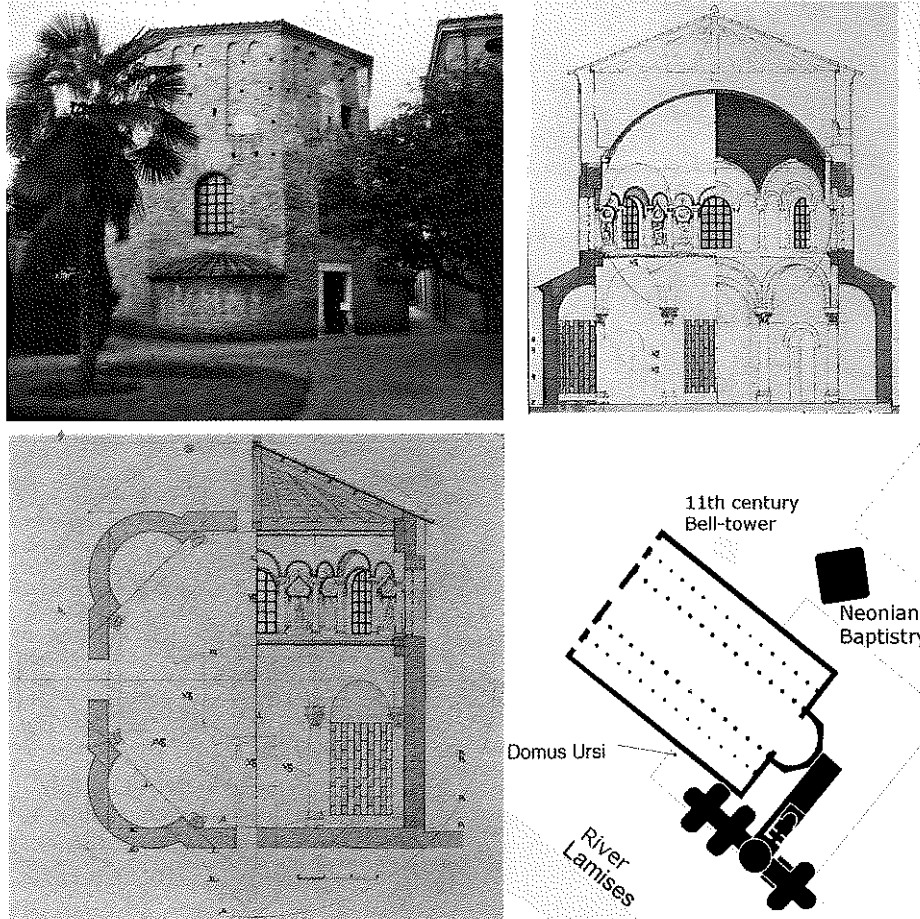 11th century
Bell-tower
Neonian
Baptistry
Domus Ursi
River
Lamises